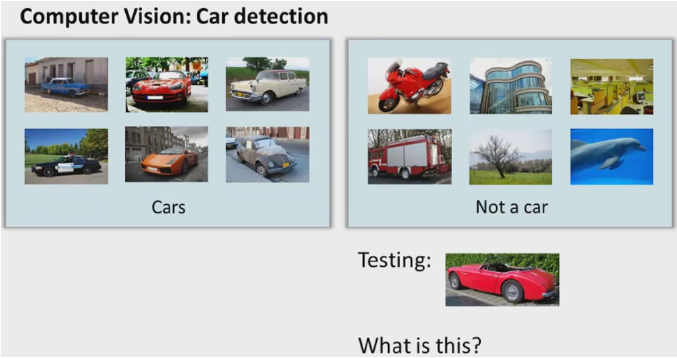 Computer Vision: Car detection
Cars
Not a car
Testing:
What is this?